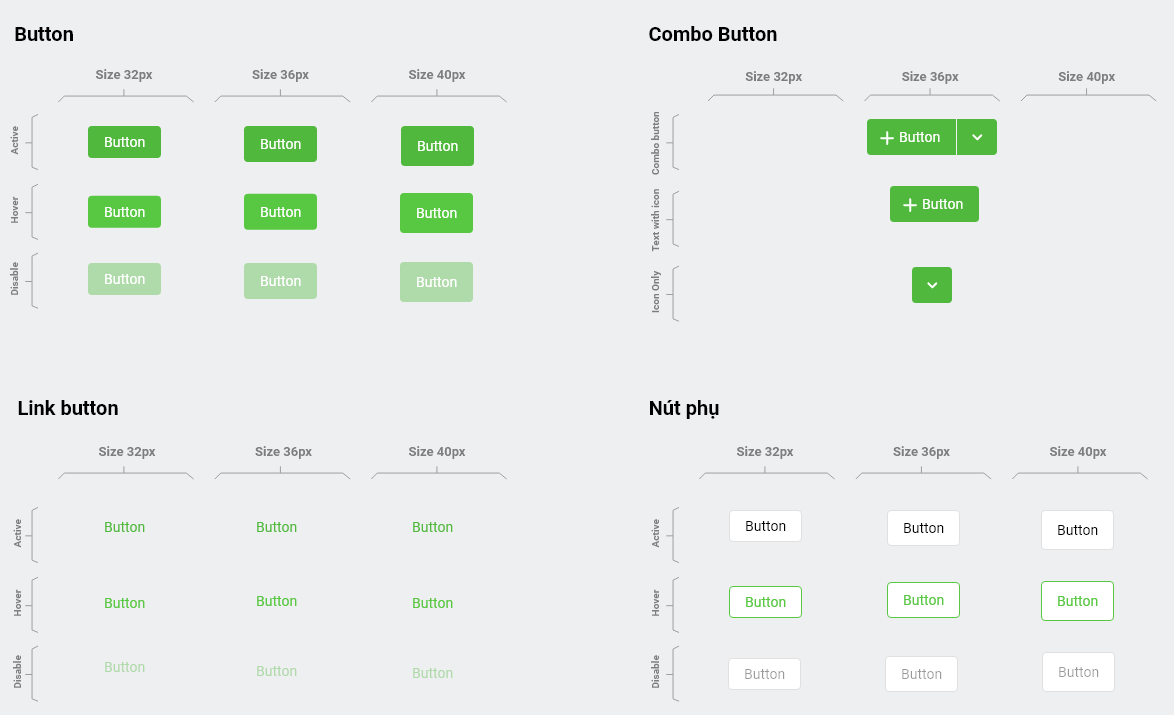 Button
Size 32px Size 36px Size 40px
Active
Button Button Button
Hover
Button Button Button
Disable
Button Button Button
Combo Button
Size 32px Size 36px Size 40px
Combo button
Button
Text with icon
Button
Icon Only
Link button
Size 32px Size 36px Size 40px
Active
Button Button Button
Hover
Button Button Button
Disable
Button Button Button
Nút phụ
Size 32px Size 36px Size 40px
Active
Button Button Button
Hover
Button Button Button
Disable
Button Button Button